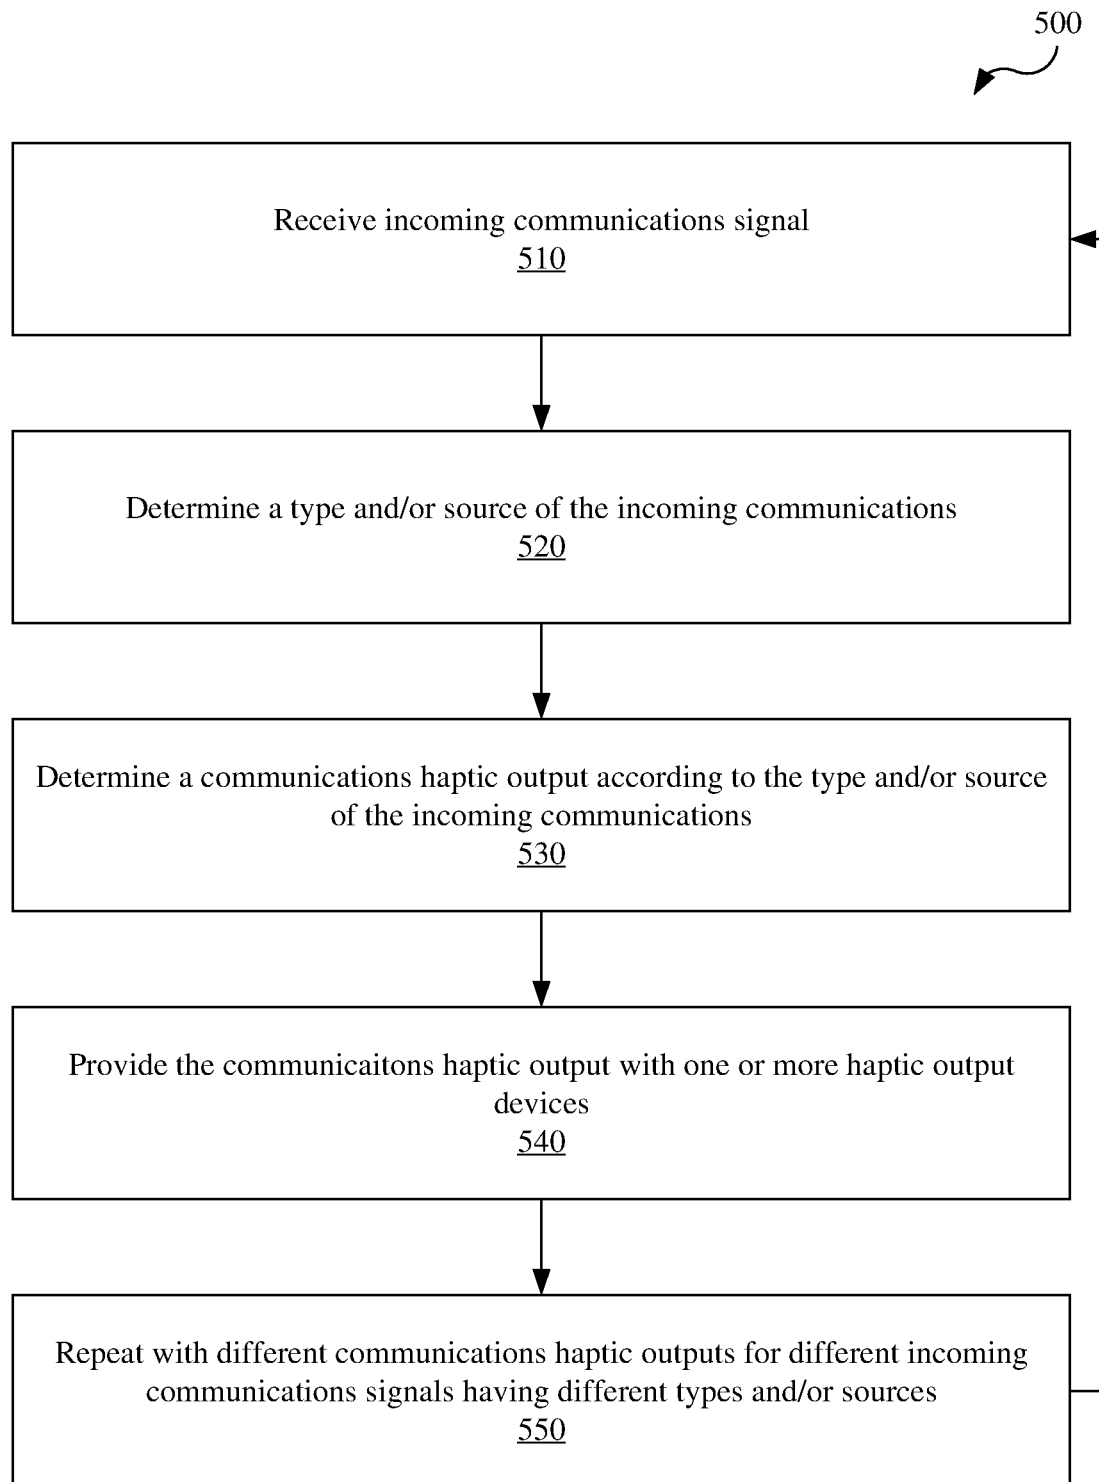 500
Receive incoming communications signal
510
Determine a type and/or source of the incoming communications
520
Determine a communications haptic output according to the type and/or source
of the incoming communications
530
Provide the communicaitons haptic output with one or more haptic output
devices
540
Repeat with different communications haptic outputs for different incoming
communications signals having different types and/or sources
550